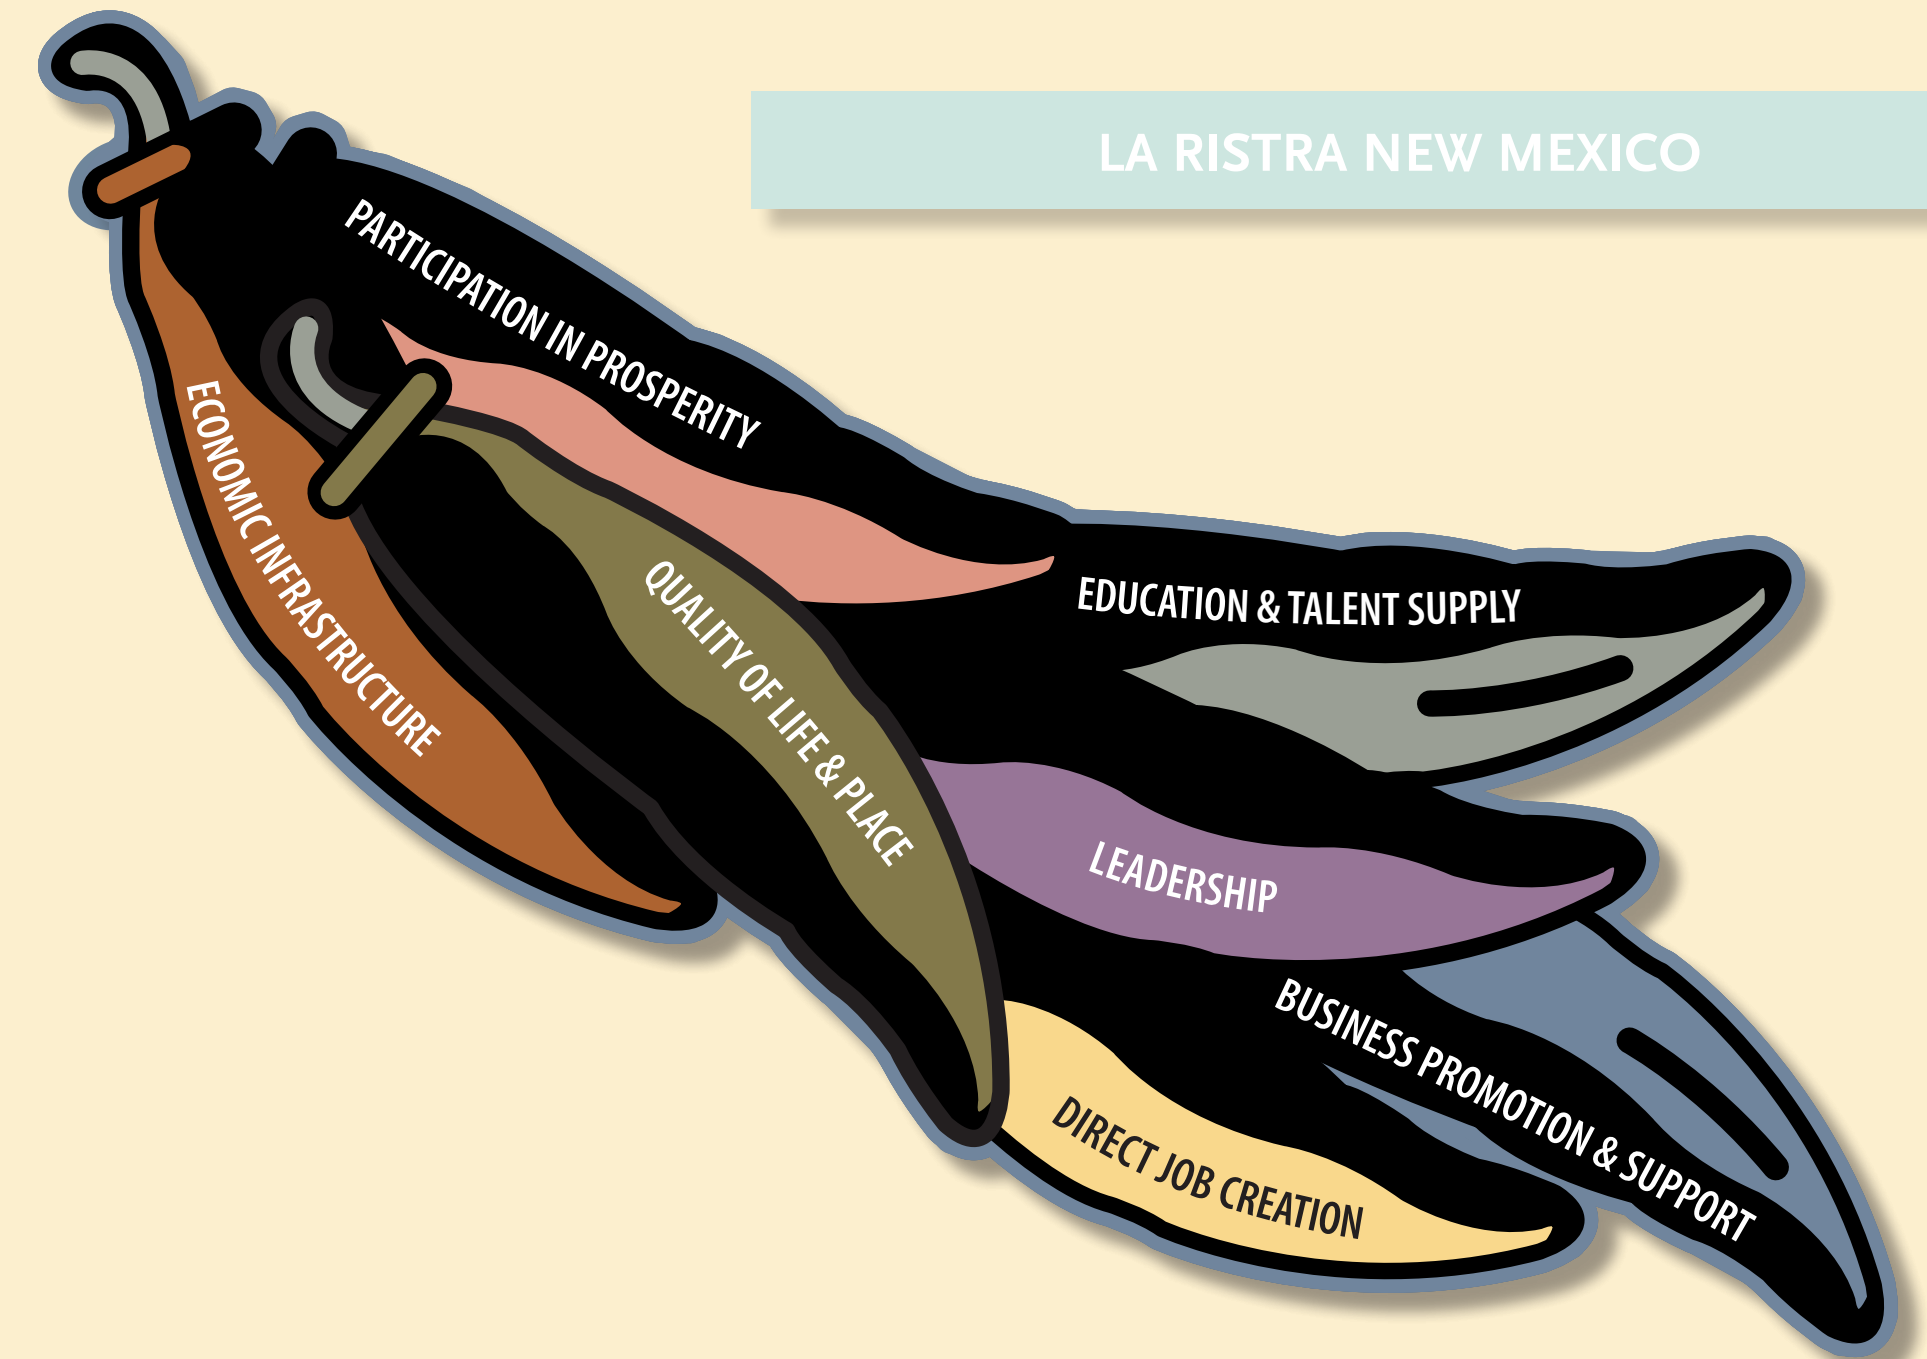 LA RISTRA NEW MEXICO
PARTICIPATION IN PROSPERITY
ECONOMIC INFRASTRUCTURE
QUALITY OF LIFE & PLACE
EDUCATION & TALENT SUPPLY
LEADERSHIP
BUSINESS PROMOTION & SUPPORT
DIRECT JOB CREATION